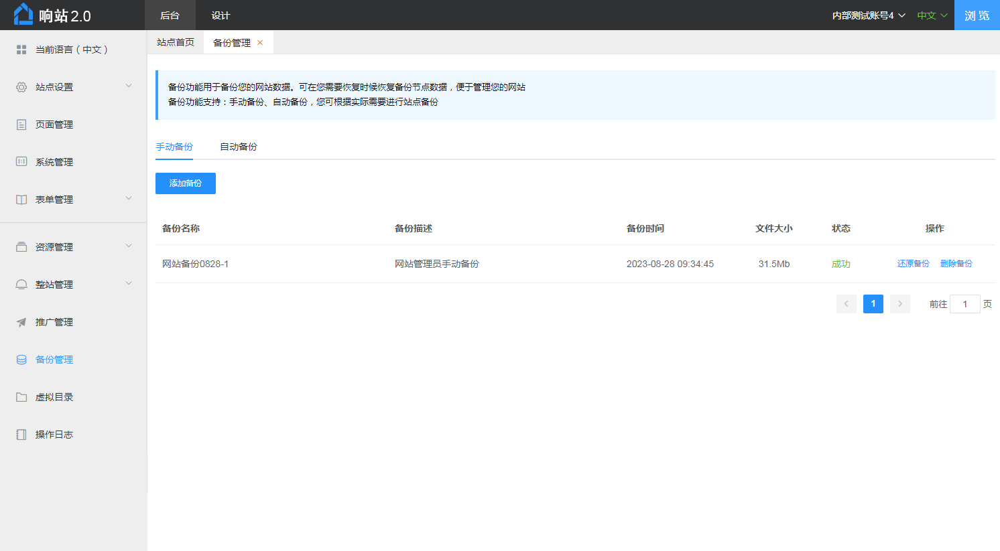 响站 2.0
后台
设计
内部测试账号4
中文
浏 览
当前语言（中文）
站点设置
页面管理
系统管理
表单管理
资源管理
整站管理
推广管理
备份管理
虚拟目录
操作日志
站点首页
备份管理
备份功能用于备份您的网站数据。可在您需要恢复时候恢复备份节点数据，便于管理您的网站
备份功能支持：手动备份、自动备份，您可根据实际需要进行站点备份
手动备份
自动备份
添加备份
备份名称 备份描述 备份时间 文件大小 状态 操作
网站备份0828-1 网站管理员手动备份 2023-08-28 09:34:45 31.5Mb 成功 还原备份 删除备份
1 前往 1 页